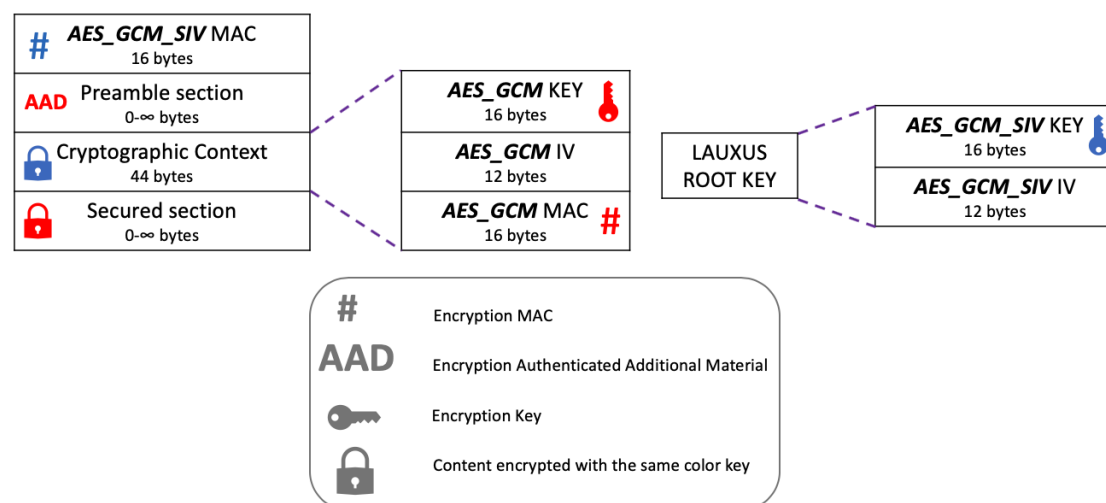 # AES_GCM_SIV MAC
16 bytes
AAD Preamble section
0-∞ bytes
Cryptographic Context
44 bytes
Secured section
0-∞ bytes
AES_GCM KEY
16 bytes
AES_GCM IV
12 bytes
AES_GCM MAC
16 bytes #
LAUXUS
ROOT KEY
AES_GCM_SIV KEY
16 bytes
AES_GCM_SIV IV
12 bytes
# Encryption MAC
AAD Encryption Authenticated Additional Material
Encryption Key
Content encrypted with the same color key